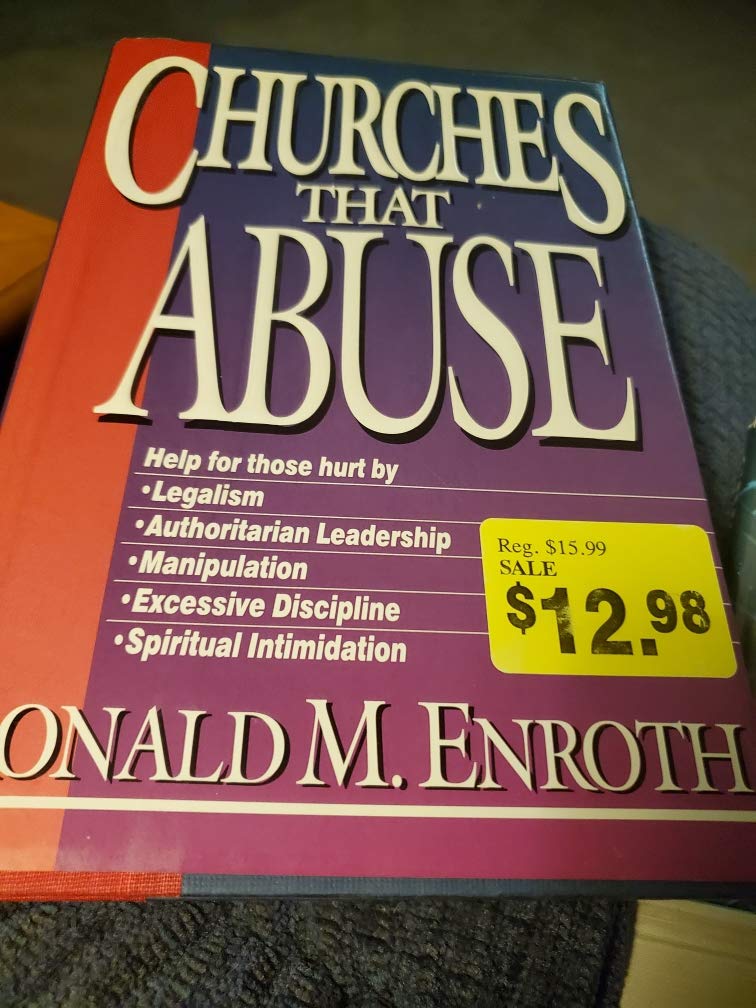 CHURCHES
THAT
ABUSE
Help for those hurt by
•Legalism
•Authoritarian Leadership
•Manipulation
•Excessive Discipline
•Spiritual Intimidation
Reg. $15.99
SALE
$12.98
ONALD M. ENROTH